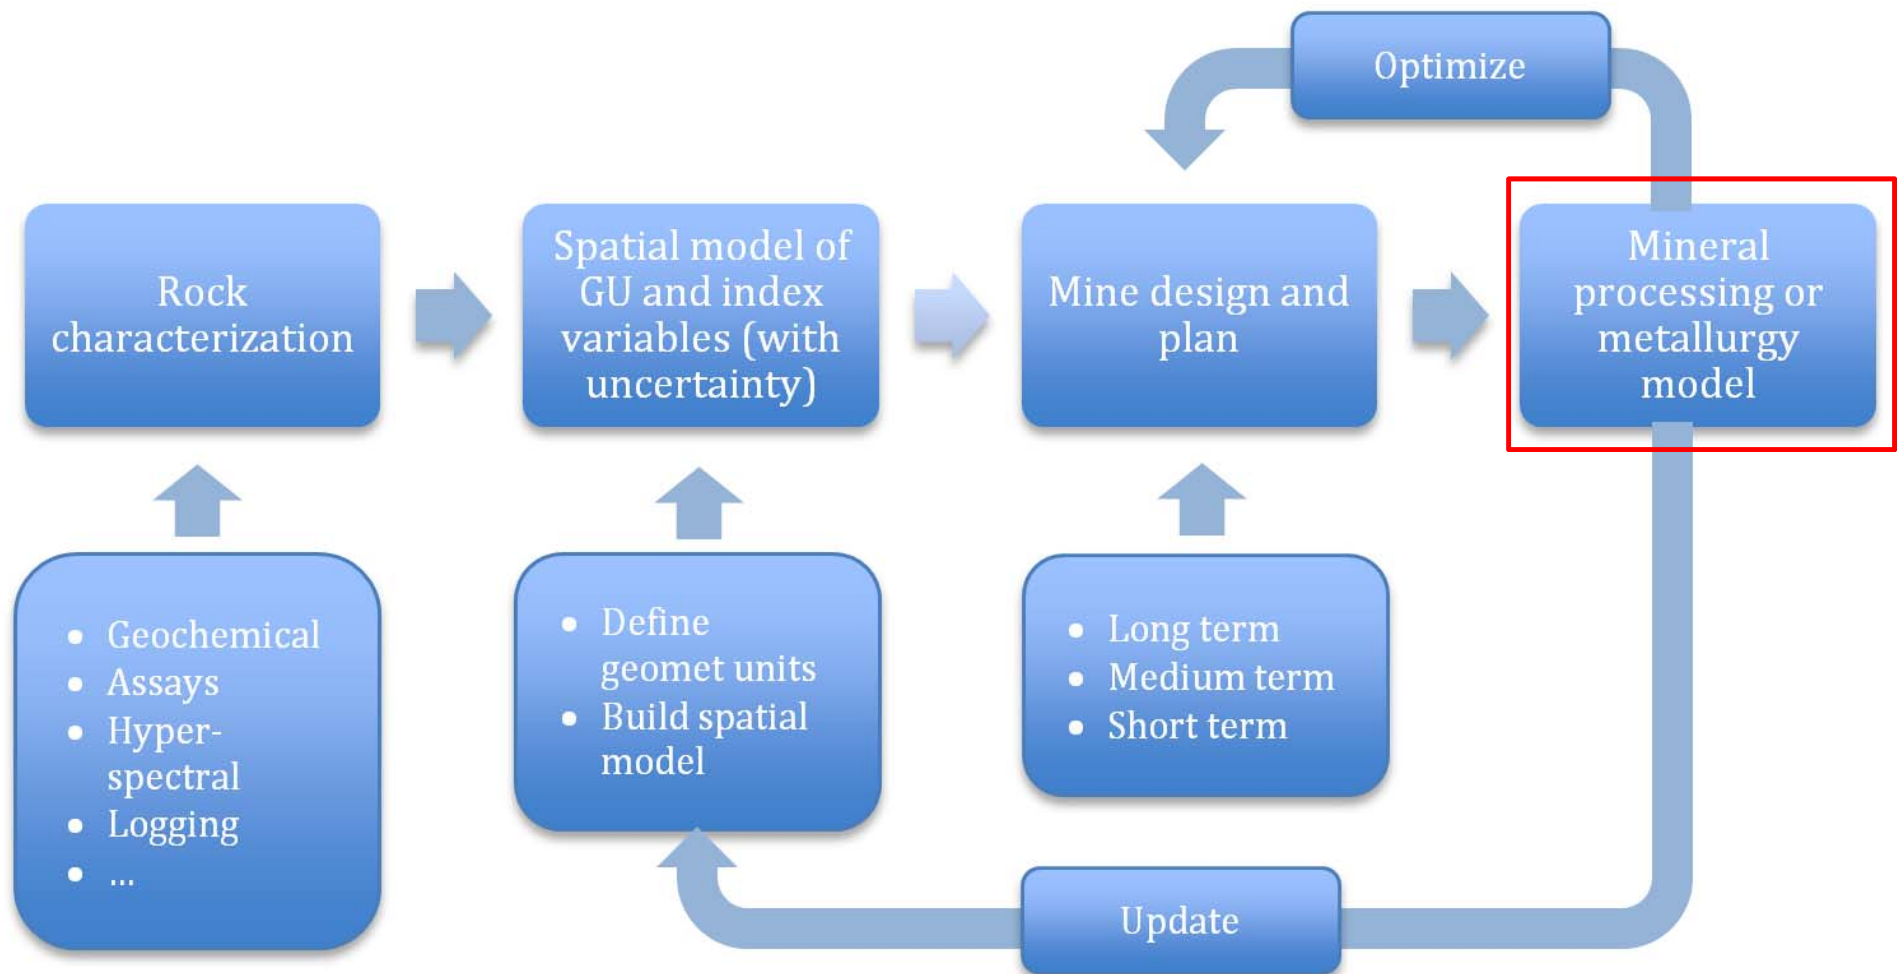 Optimize
Rock
characterization
Spatial model of
GU and index
variables (with
uncertainty)
Mine design and
plan
Mineral
processing or
metallurgy
model
• Geochemical
• Assays
• Hyper-
spectral
• Logging
• ...
• Define
geomet units
• Build spatial
model
• Long term
• Medium term
• Short term
Update